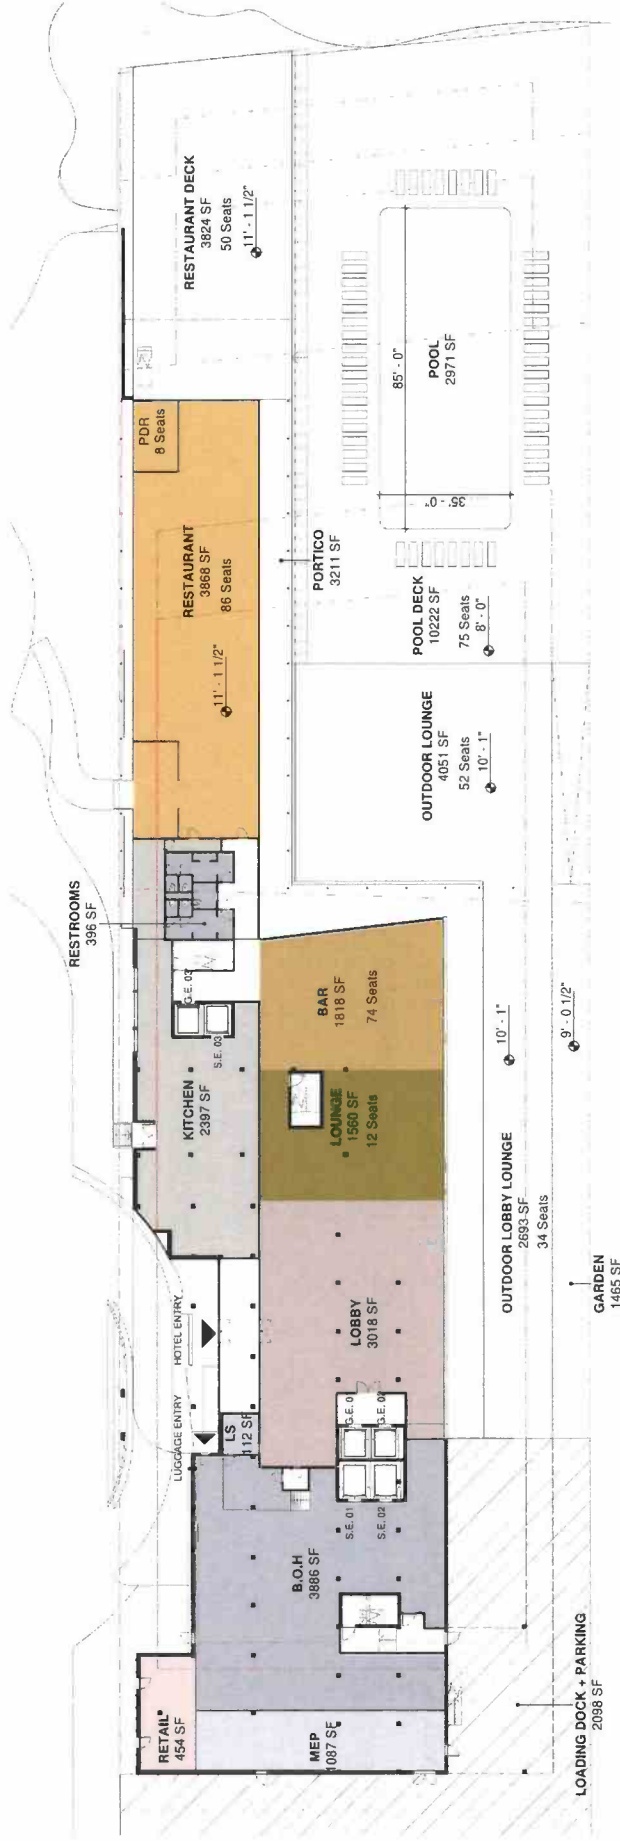 RESTAURANT DECK
3824 SF
50 Seats
11' - 1 1/2"
PDR
8 Seats
RESTAURANT
3868 SF
86 Seats
11' - 1 1/2"
85' - 0"
35' - 0"
POOL
2971 SF
PORTICO
3211 SF
POOL DECK
10222 SF
75 Seats
8' - 0"
OUTDOOR LOUNGE
4051 SF
52 Seats
10' - 1"
RESTROOMS
396 SF
G.E. 03
S.E. 03
KITCHEN
2397 SF
BAR
1818 SF
74 Seats
LOUNGE
1560 SF
12 Seats
10' - 1"
9' - 0 1/2"
OUTDOOR LOBBY LOUNGE
2693 SF
34 Seats
GARDEN
1465 SF
HOTEL ENTRY
LUGGAGE ENTRY
LOBBY
3018 SF
LS
112 SF
G.E. 01
G.E. 02
S.E. 01
S.E. 02
B.O.H
3886 SF
RETAIL
454 SF
MEP
1087 SF
LOADING DOCK + PARKING
2098 SF